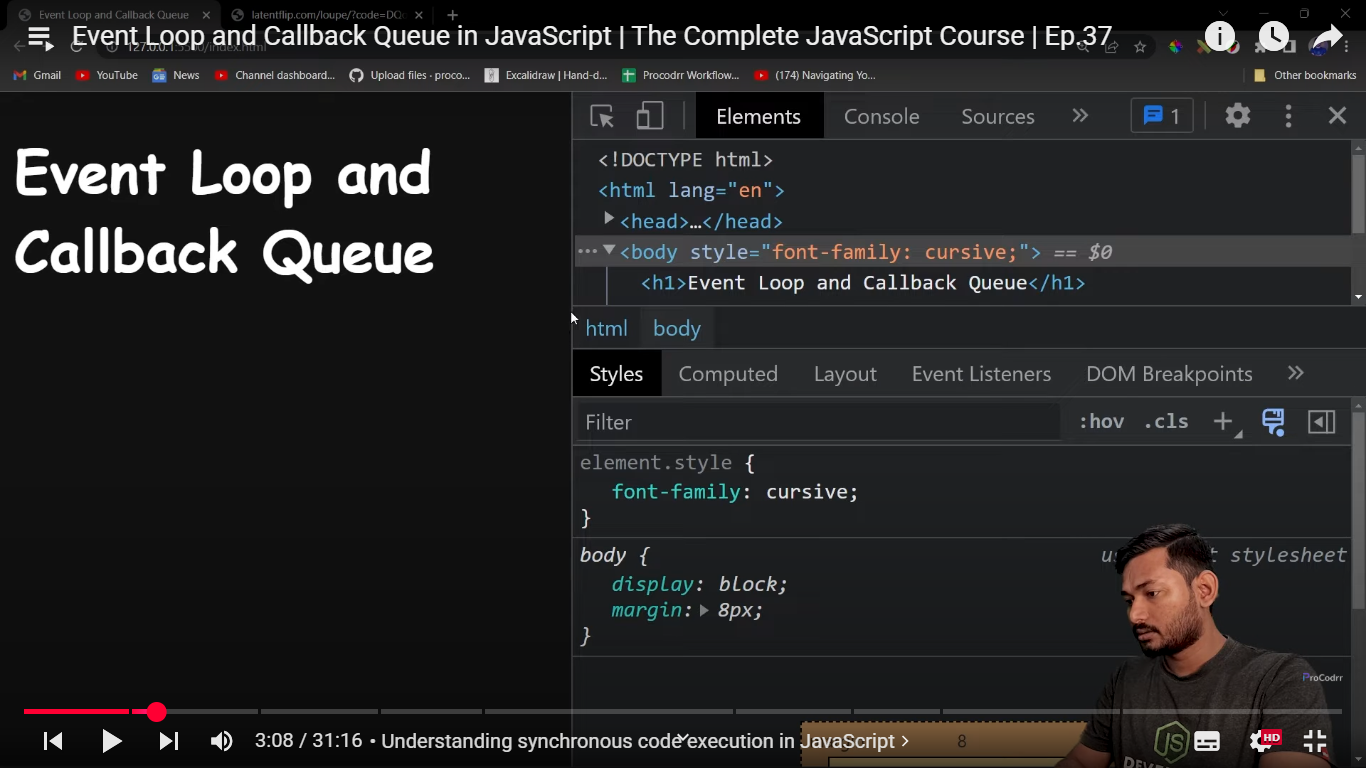 Event Loop and Callback Queue
latentflip.com/loupe/?code=DQ
Event Loop and Callback Queue in JavaScript | The Complete JavaScript Course | Ep.37
127.0.0.1:5500/index.html
Gmail YouTube News Channel dashboard... Upload files · proco... Excalidraw | Hand-d... Procodrr Workflow... (174) Navigating Yo... Other bookmarks
Event Loop and
Callback Queue
Elements Console Sources » 1
<!DOCTYPE html>
<html lang="en">
<head>…</head>
<body style="font-family: cursive;"> == $0
<h1>Event Loop and Callback Queue</h1>
html body
Styles Computed Layout Event Listeners DOM Breakpoints »
Filter :hov .cls +
element.style {
font-family: cursive;
}
body { stylesheet
display: block;
margin: 8px;
}
ProCodrr
8
3:08 / 31:16 • Understanding synchronous code execution in JavaScript
HD
JS